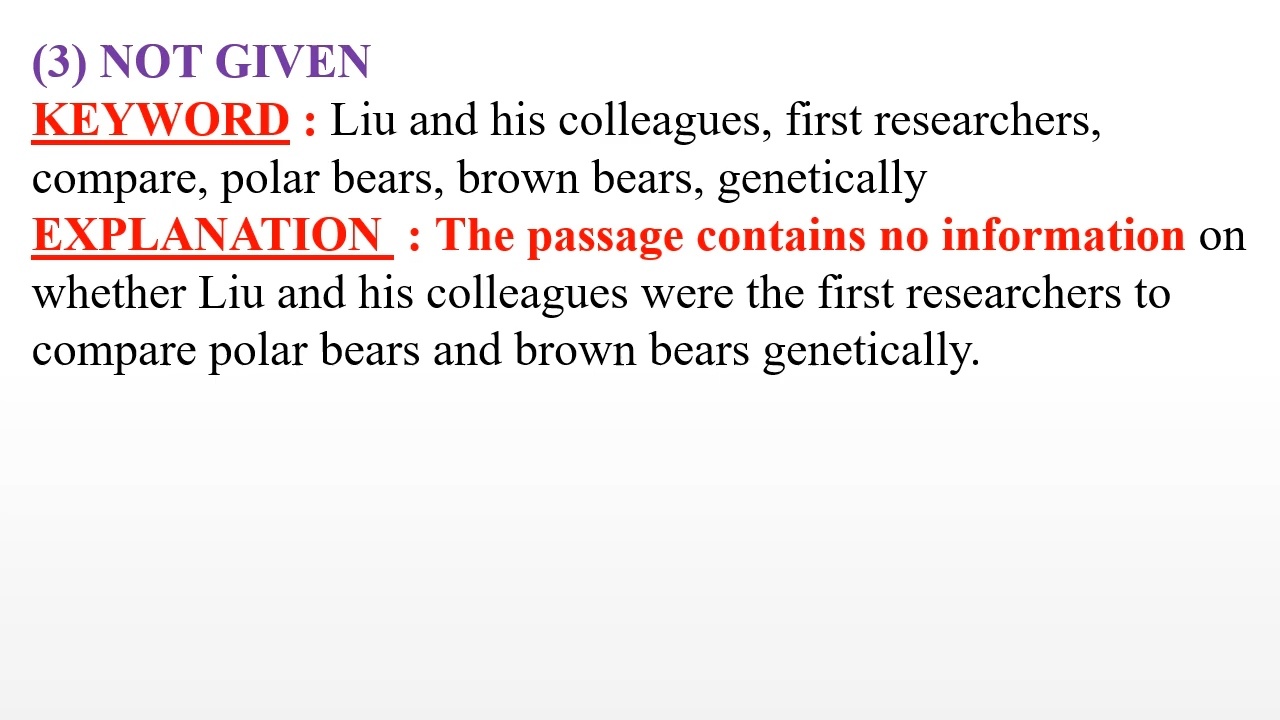 (3) NOT GIVEN
KEYWORD : Liu and his colleagues, first researchers,
compare, polar bears, brown bears, genetically
EXPLANATION : The passage contains no information on
whether Liu and his colleagues were the first researchers to
compare polar bears and brown bears genetically.